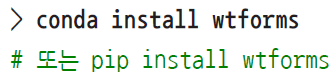 > conda install wtforms
# 또는 pip install wtforms